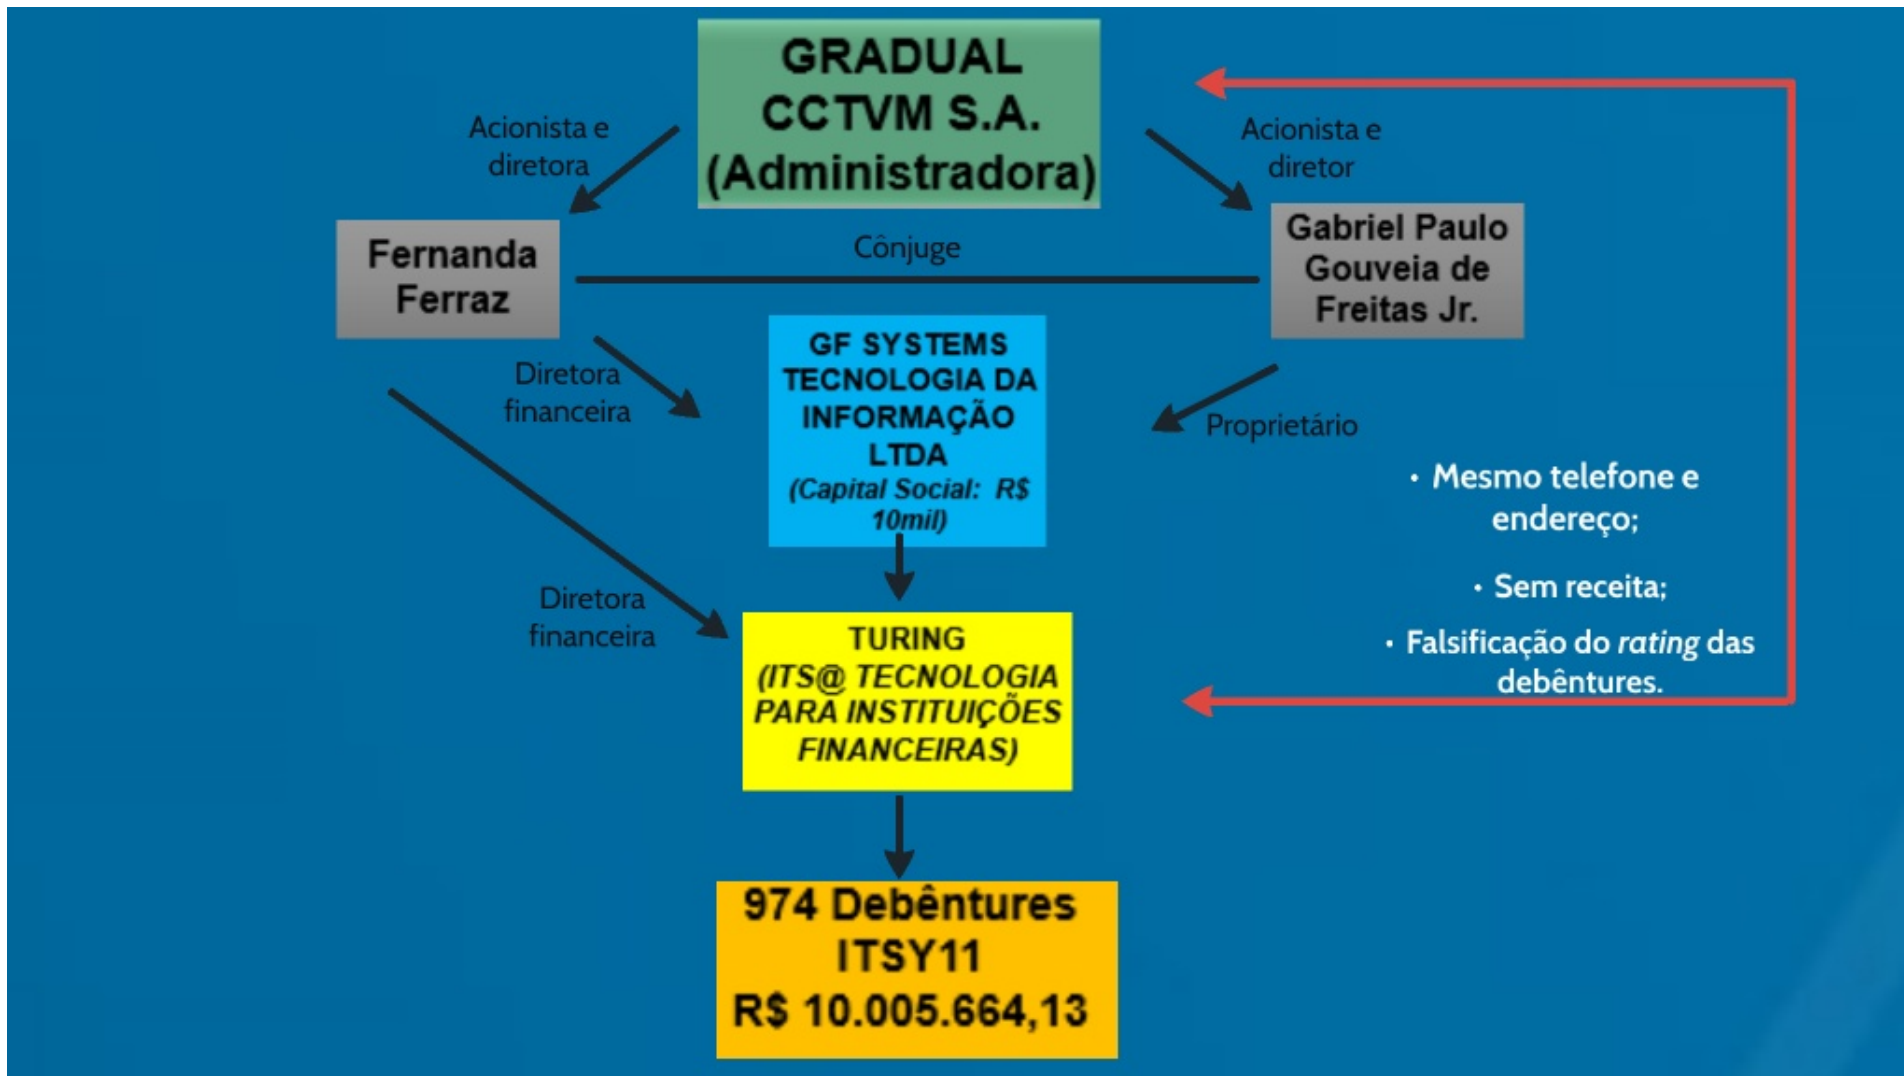 GRADUAL
CCTVM S.A.
(Administradora)
Acionista e
diretora
Acionista e
diretor
Fernanda
Ferraz
Cônjuge
Gabriel Paulo
Gouveia de
Freitas Jr.
GF SYSTEMS
TECNOLOGIA DA
INFORMAÇÃO
LTDA
(Capital Social: R$
10mil)
Diretora
financeira
Proprietário
• Mesmo telefone e
endereço;
• Sem receita;
• Falsificação do rating das
debêntures.
Diretora
financeira
TURING
(ITS@ TECNOLOGIA
PARA INSTITUIÇÕES
FINANCEIRAS)
974 Debêntures
ITSY11
R$ 10.005.664,13